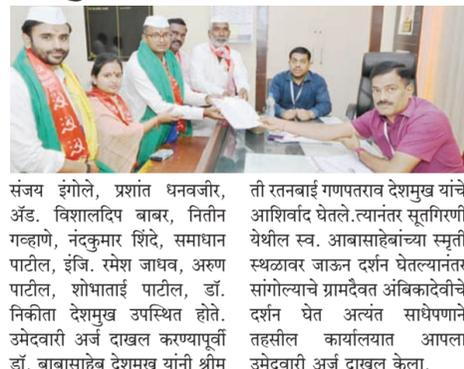 संजय इंगोले, प्रशांत धनवजीर,
ॲड. विशालदिप बाबर, नितीन
गव्हाणे, नंदकुमार शिंदे, समाधान
पाटील, इंजि. रमेश जाधव, अरुण
पाटील, शोभाताई पाटील, डॉ.
निकीता देशमुख उपस्थित होते.
उमेदवारी अर्ज दाखल करण्यापूर्वी
डॉ. बाबासाहेब देशमुख यांनी श्रीम
ती रतनबाई गणपतराव देशमुख यांचे
आशिर्वाद घेतले.त्यानंतर सूतगिरणी
येथील स्व. आबासाहेबांच्या स्मृती
स्थळावर जाऊन दर्शन घेतल्यानंतर
सांगोल्याचे ग्रामदैवत अंबिकादेवीचे
दर्शन घेत अत्यंत साधेपणाने
तहसील कार्यालयात आपला
उमेदवारी अर्ज दाखल केला.